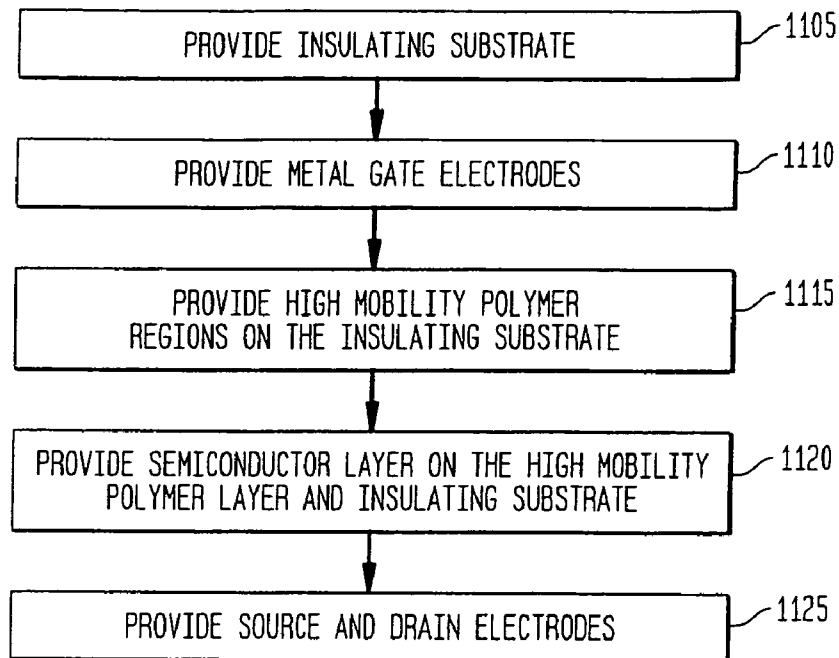 PROVIDE INSULATING SUBSTRATE
1105
PROVIDE METAL GATE ELECTRODES
1110
PROVIDE HIGH MOBILITY POLYMER
REGIONS ON THE INSULATING SUBSTRATE
1115
PROVIDE SEMICONDUCTOR LAYER ON THE HIGH MOBILITY
POLYMER LAYER AND INSULATING SUBSTRATE
1120
PROVIDE SOURCE AND DRAIN ELECTRODES
1125